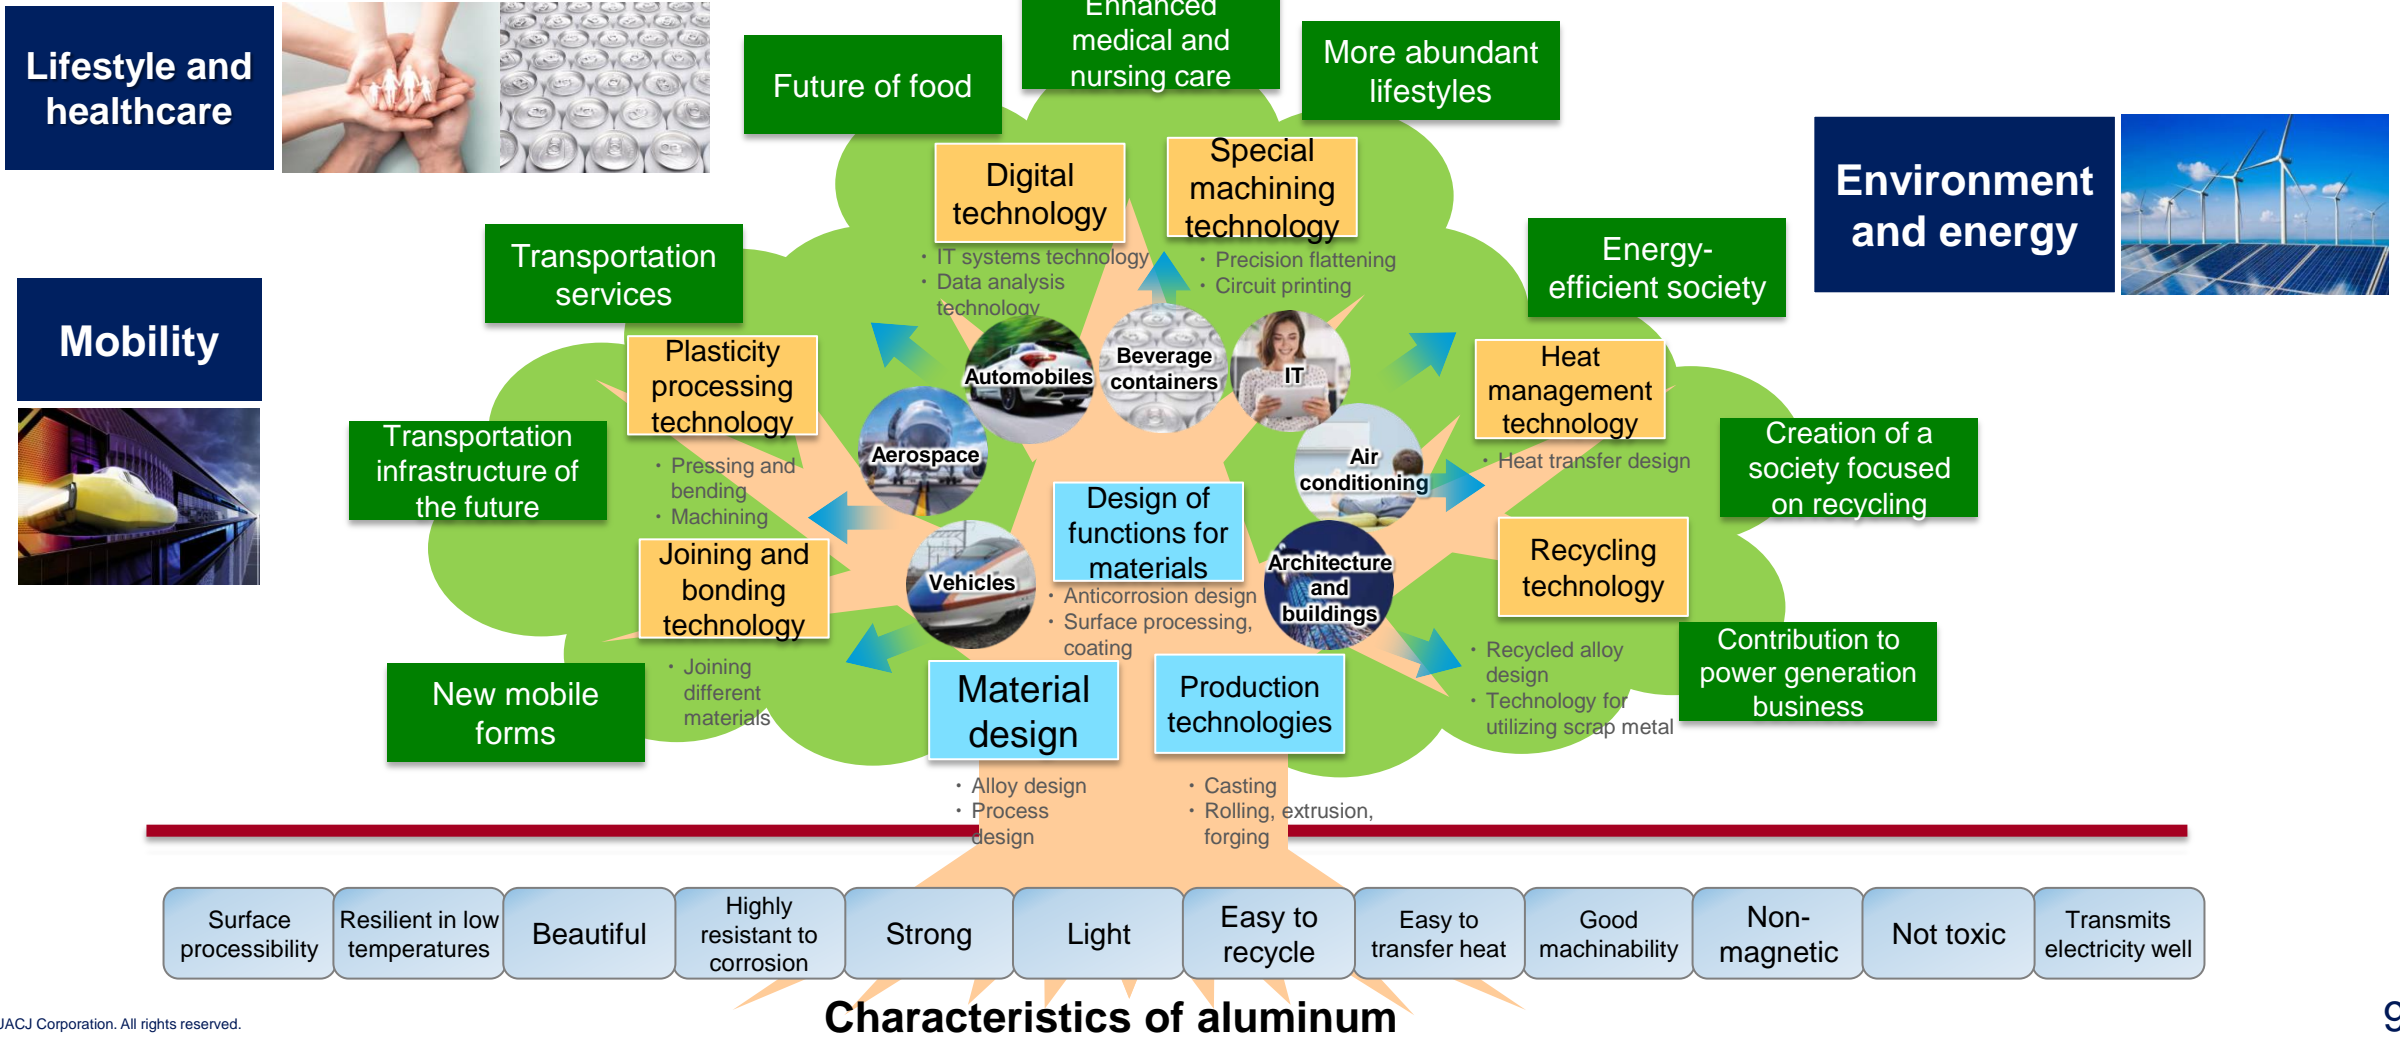 Lifestyle and
healthcare
Enhanced
medical and
nursing care
Future of food
More abundant
lifestyles
Environment
and energy
Digital
technology
・IT systems technology
・Data analysis
technology
Special
machining
technology
・Precision flattening
・Circuit printing
Transportation
services
Energy-
efficient society
Mobility
Plasticity
processing
technology
・Pressing and
bending
・Machining
Automobiles
Beverage
containers
IT
Heat
management
technology
・Heat transfer design
Transportation
infrastructure of
the future
Aerospace
Air
conditioning
Creation of a
society focused
on recycling
Design of
functions for
materials
・Anticorrosion design
・Surface processing,
coating
Joining and
bonding
technology
・Joining
different
materials
Vehicles
Architecture
and
buildings
Recycling
technology
・Recycled alloy
design
・Technology for
utilizing scrap metal
New mobile
forms
Contribution to
power generation
business
Material
design
・Alloy design
・Process
design
Production
technologies
・Casting
・Rolling, extrusion,
forging
Surface
processibility
Resilient in low
temperatures
Beautiful
Highly
resistant to
corrosion
Strong
Light
Easy to
recycle
Easy to
transfer heat
Good
machinability
Non-
magnetic
Not toxic
Transmits
electricity well
Characteristics of aluminum
UACJ Corporation. All rights reserved.
9